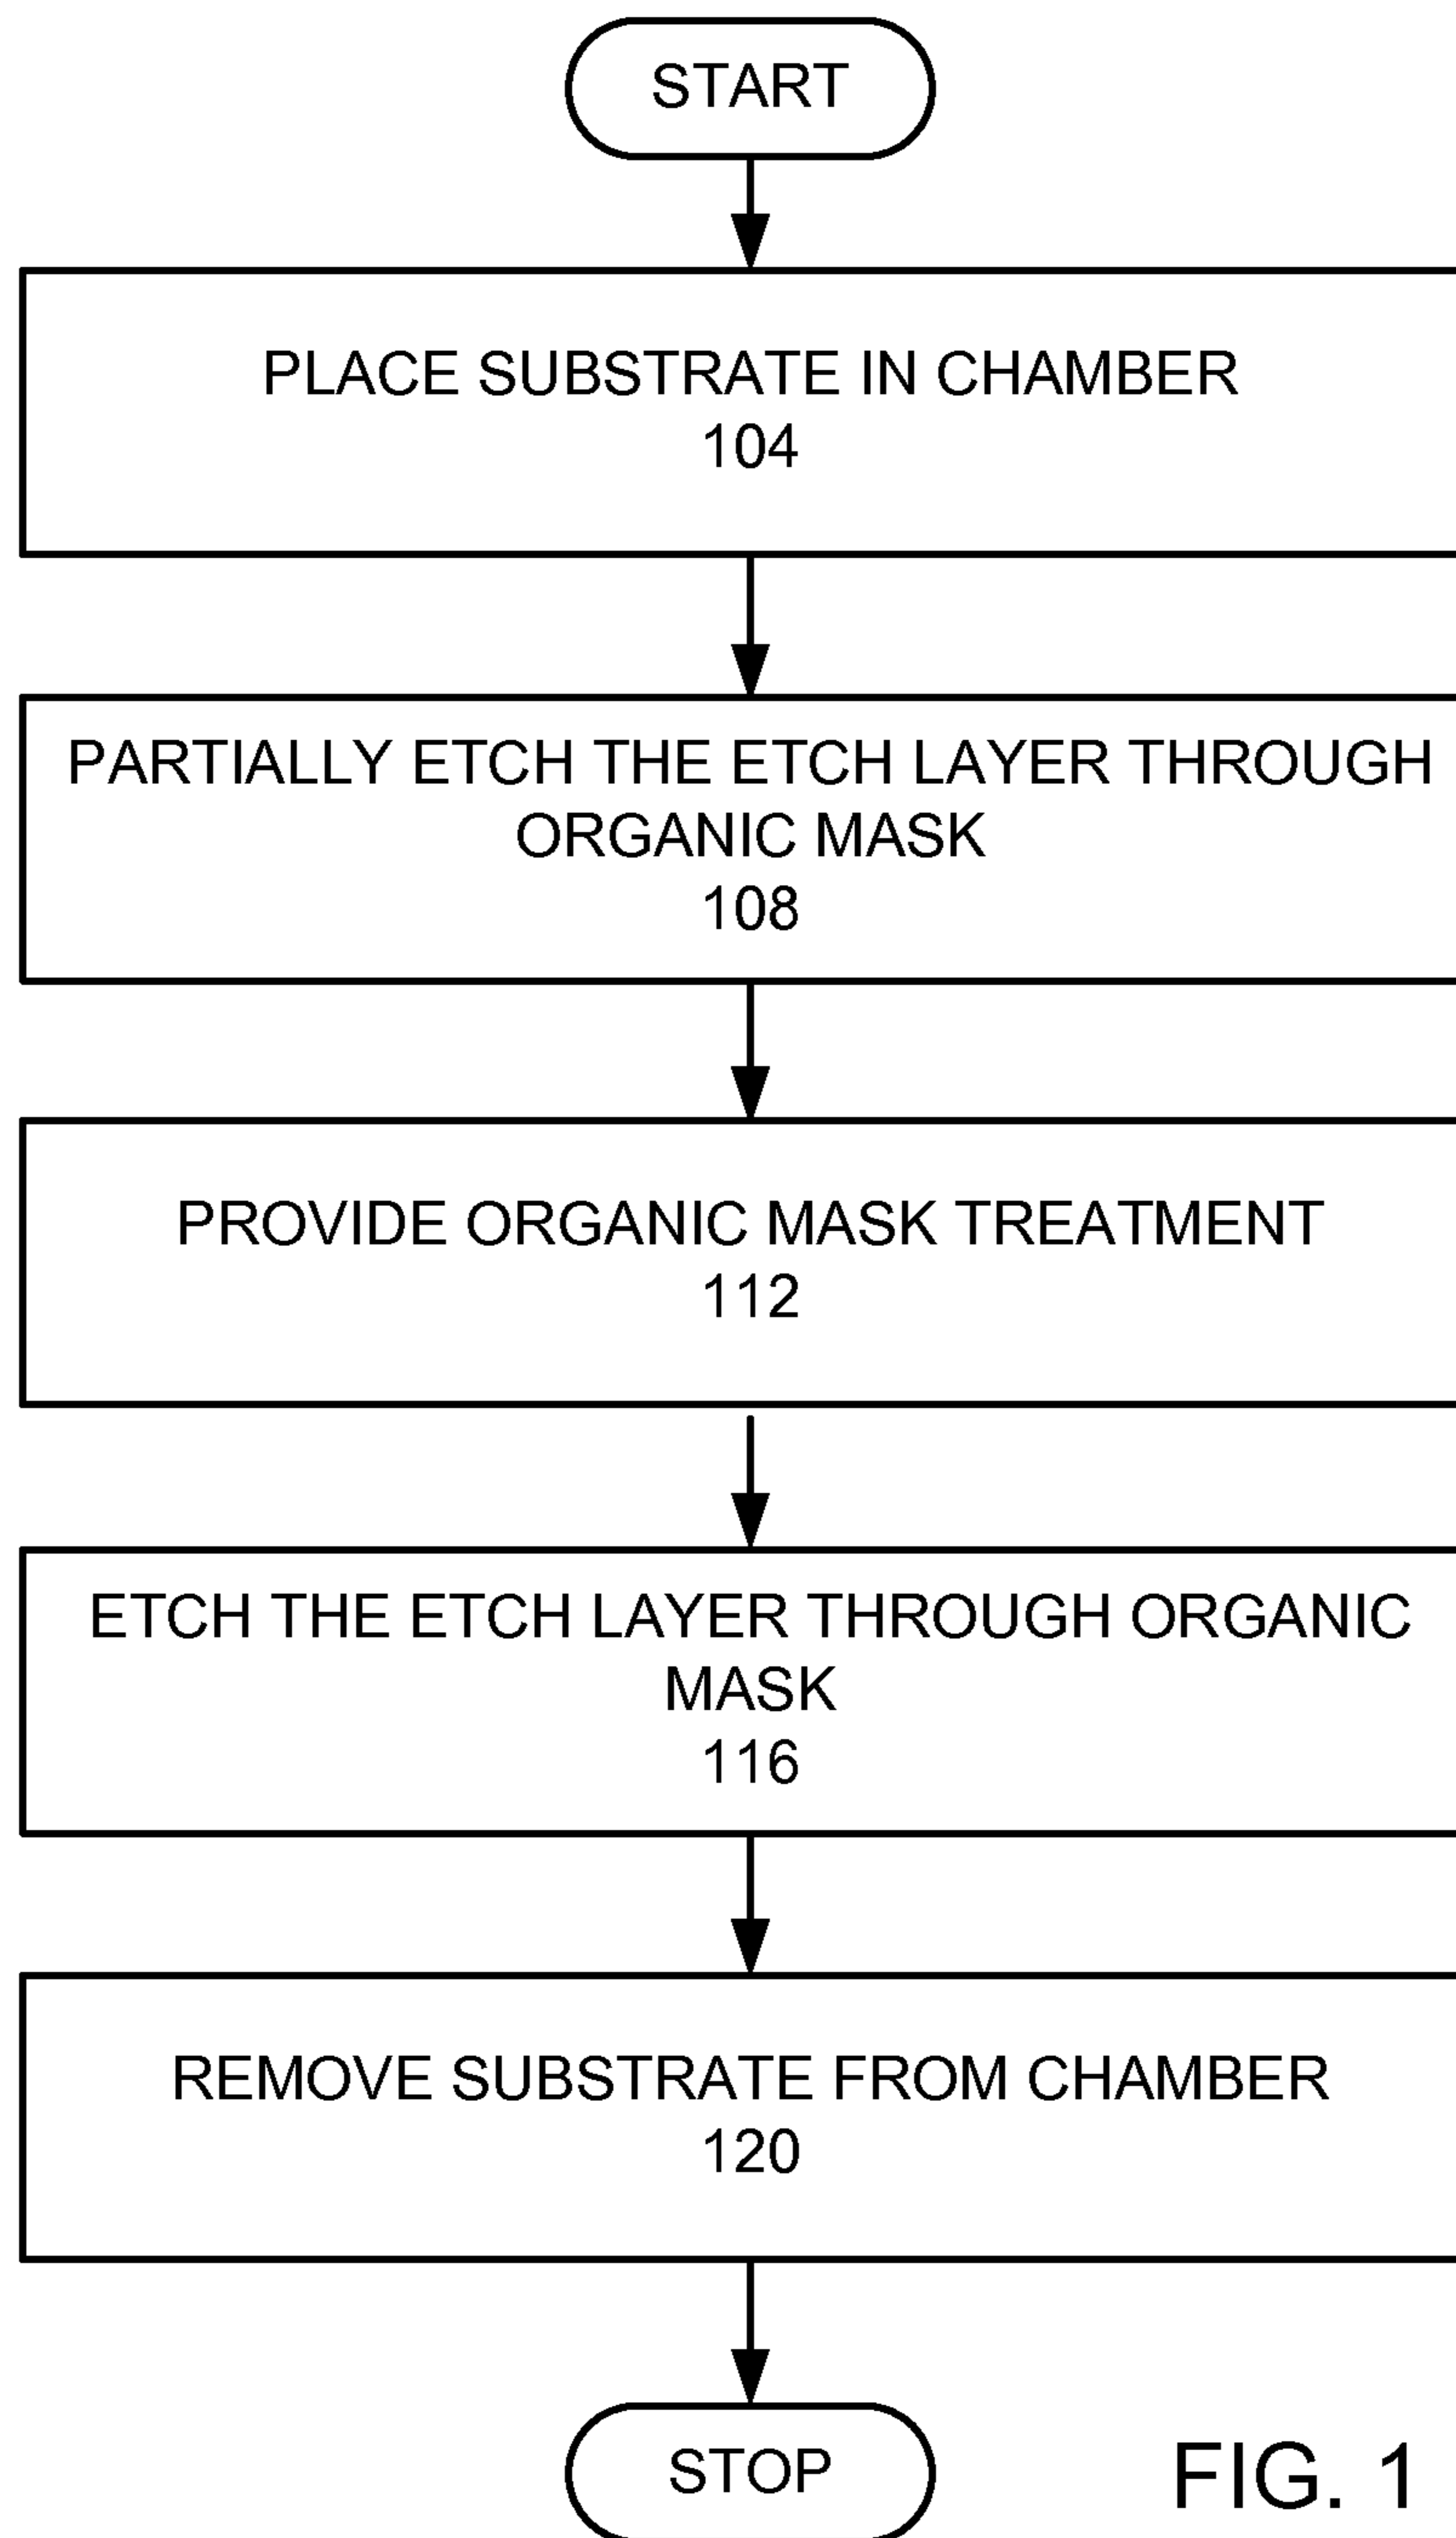 START
PLACE SUBSTRATE IN CHAMBER
104
PARTIALLY ETCH THE ETCH LAYER THROUGH
ORGANIC MASK
108
PROVIDE ORGANIC MASK TREATMENT
112
ETCH THE ETCH LAYER THROUGH ORGANIC
MASK
116
REMOVE SUBSTRATE FROM CHAMBER
120
STOP
FIG. 1